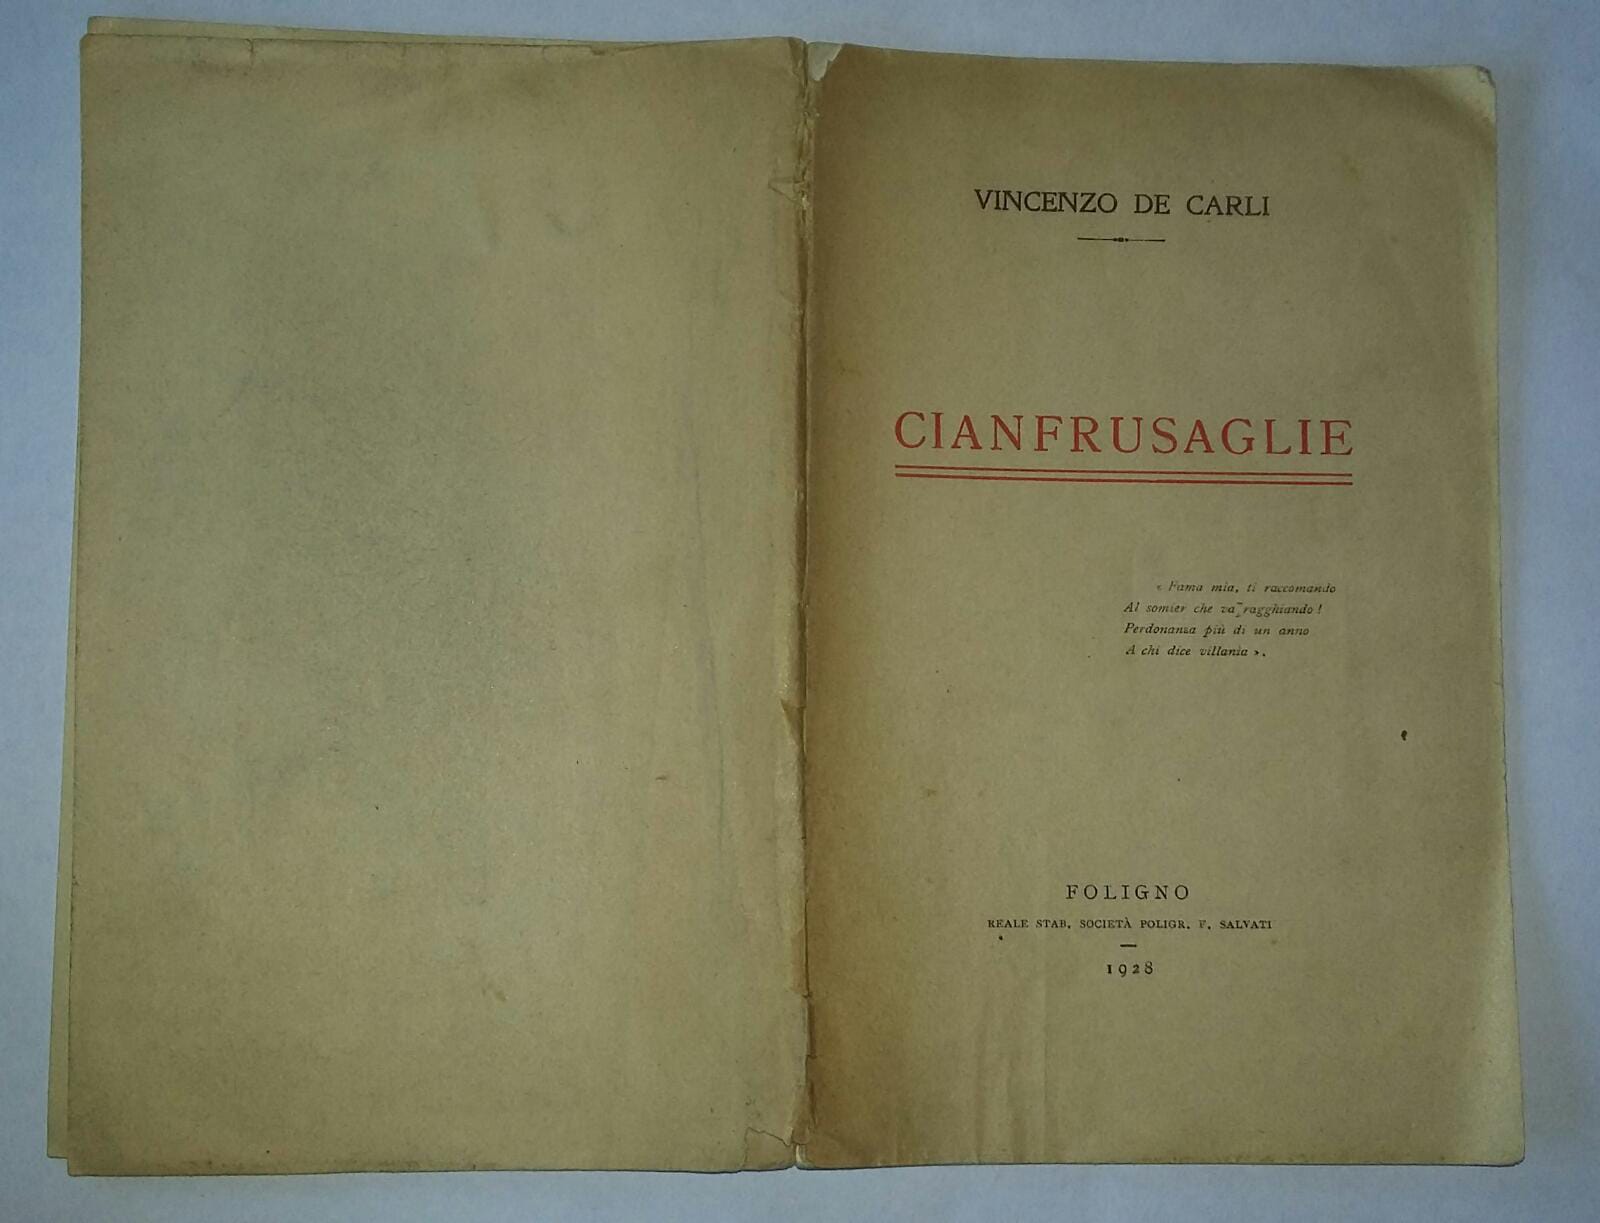 VINCENZO DE CARLI
CIANFRUSAGLIE
« Fama mia, ti raccomando
Al somier che va ragghiando !
Perdonanza più di un anno
A chi dice villania ».
FOLIGNO
REALE STAB. SOCIETÀ POLIGR. F. SALVATI
1928